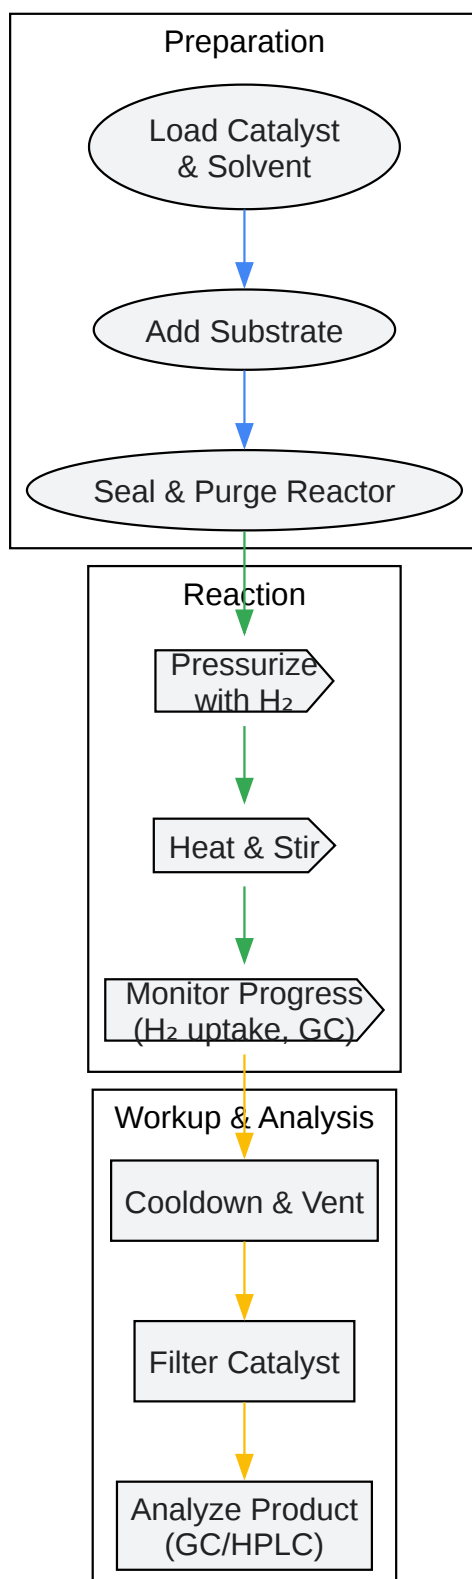 Preparation
Load Catalyst
& Solvent
Add Substrate
Seal & Purge Reactor
Reaction
Pressurize
with H₂
Heat & Stir
Monitor Progress
(H₂ uptake, GC)
Workup & Analysis
Cooldown & Vent
Filter Catalyst
Analyze Product
(GC/HPLC)